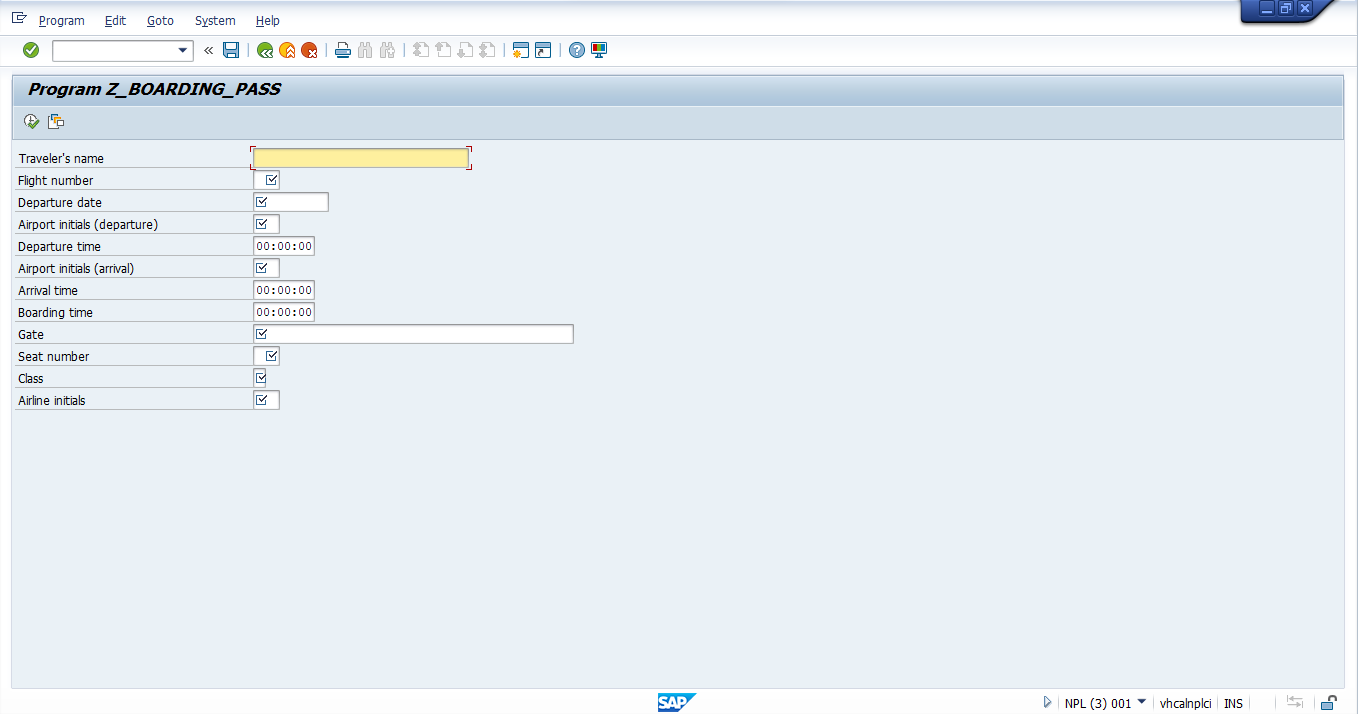 Program Edit Goto System Help
Program Z_BOARDING_PASS
Traveler's name
Flight number
Departure date
Airport initials (departure)
Departure time 00:00:00
Airport initials (arrival)
Arrival time 00:00:00
Boarding time 00:00:00
Gate
Seat number
Class
Airline initials
SAP NPL (3) 001 vhcalnplci INS